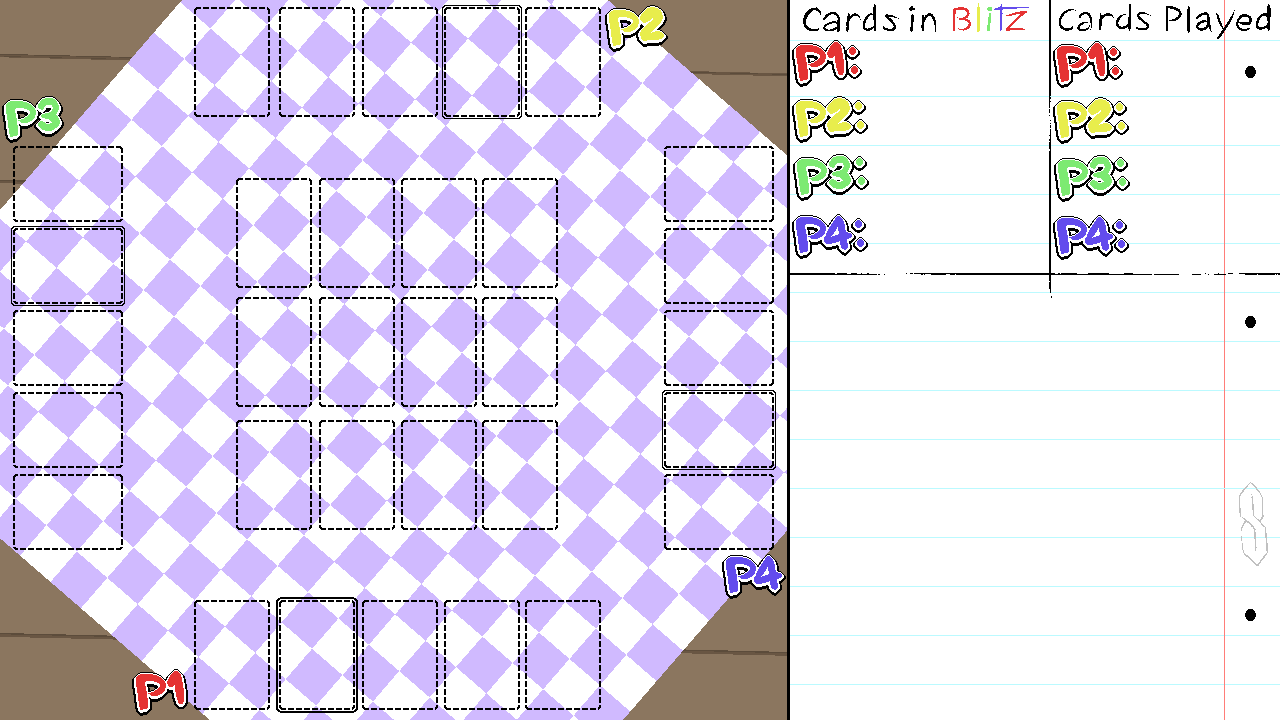 P2
P3
P4
P1
Cards in Blitz
P1:
P2:
P3:
P4:
Cards Played
P1:
P2:
P3:
P4: